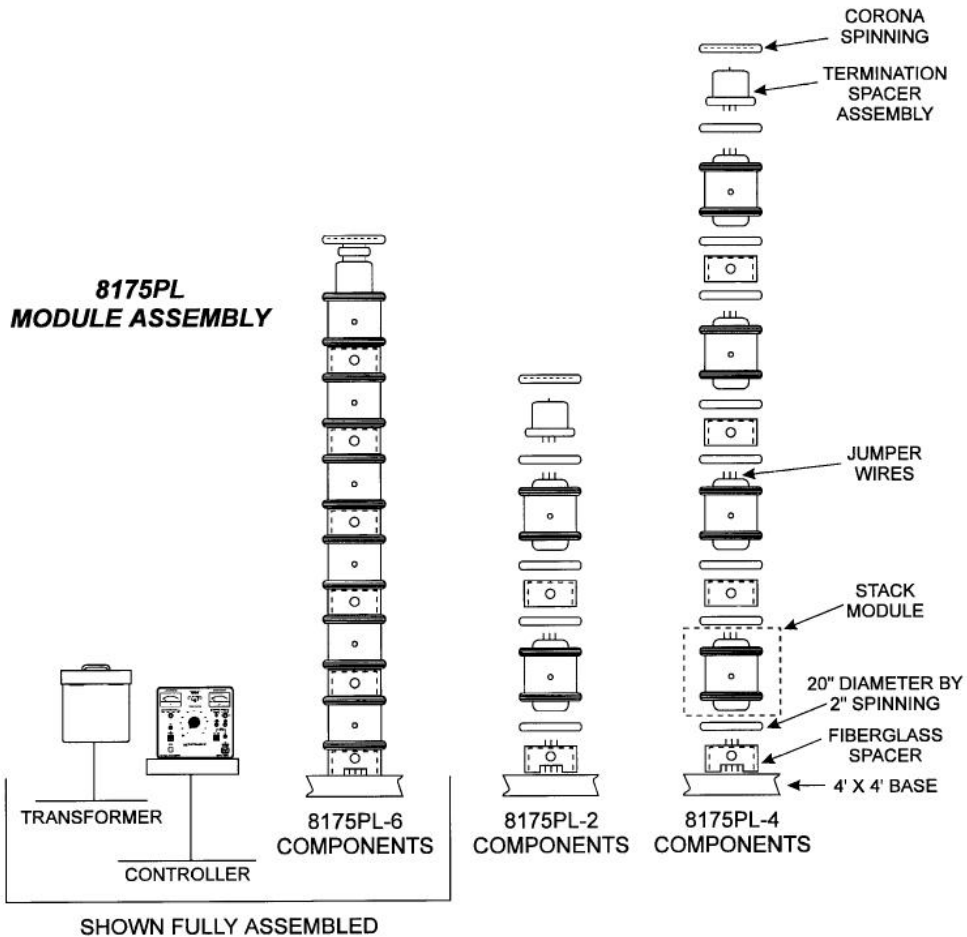 CORONA
SPINNING
TERMINATION
SPACER
ASSEMBLY
8175PL
MODULE ASSEMBLY
JUMPER
WIRES
STACK
MODULE
20" DIAMETER BY
2" SPINNING
FIBERGLASS
SPACER
4' X 4' BASE
TRANSFORMER
CONTROLLER
8175PL-6
COMPONENTS
8175PL-2
COMPONENTS
8175PL-4
COMPONENTS
SHOWN FULLY ASSEMBLED